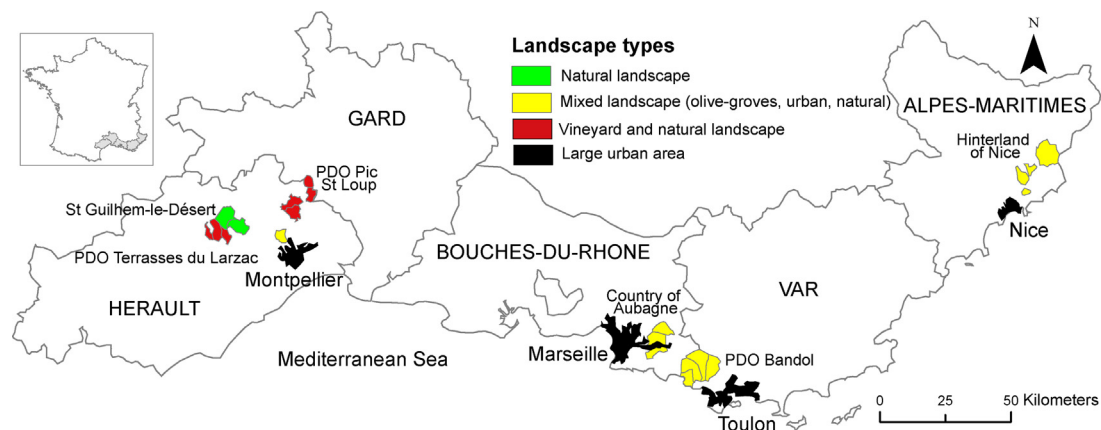 N
Landscape types
Natural landscape
Mixed landscape (olive-groves, urban, natural)
Vineyard and natural landscape
Large urban area
ALPES-MARITIMES
Hinterland
of Nice
Nice
GARD
PDO Pic
St Loup
St Guilhem-le-Désert
PDO Terrasses du Larzac
Montpellier
HERAULT
BOUCHES-DU-RHONE
VAR
Country of
Aubagne
Marseille
PDO Bandol
Mediterranean Sea
Toulon
0 25 50 Kilometers